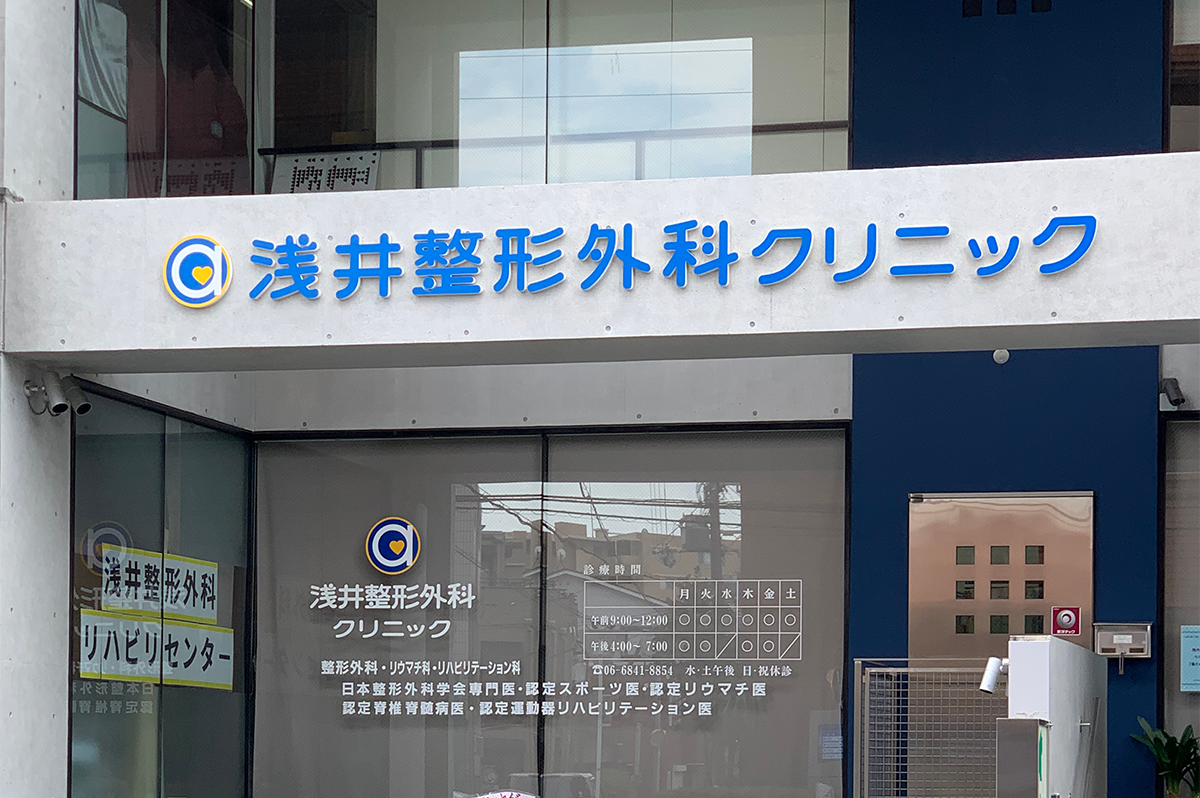 浅井整形外科クリニック
浅井整形外科
クリニック
整形外科・リウマチ科・リハビリテーション科
日本整形外科学会専門医・認定スポーツ医・認定リウマチ医
認定脊椎脊髄病医・認定運動器リハビリテーション医
診療時間
月 火 水 木 金 土
午前9:00〜12:00 ○ ○ ○ ○ ○ ○
午後4:00〜 7:00 ○ ○ ／ ○ ○ ／
☎06-6841-8854 水・土午後 日・祝休診
浅井整形外科
リハビリセンター